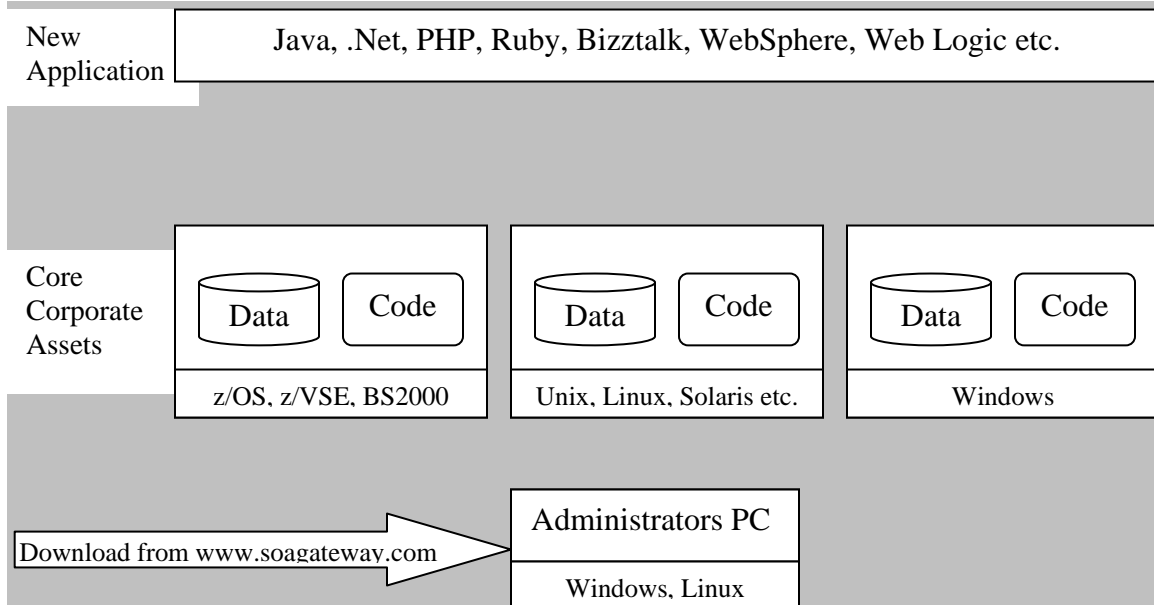 New
Application
Java, .Net, PHP, Ruby, Bizztalk, WebSphere, Web Logic etc.
Core
Corporate
Assets
Data
Code
z/OS, z/VSE, BS2000
Data
Code
Unix, Linux, Solaris etc.
Data
Code
Windows
Download from www.soagateway.com
Administrators PC
Windows, Linux